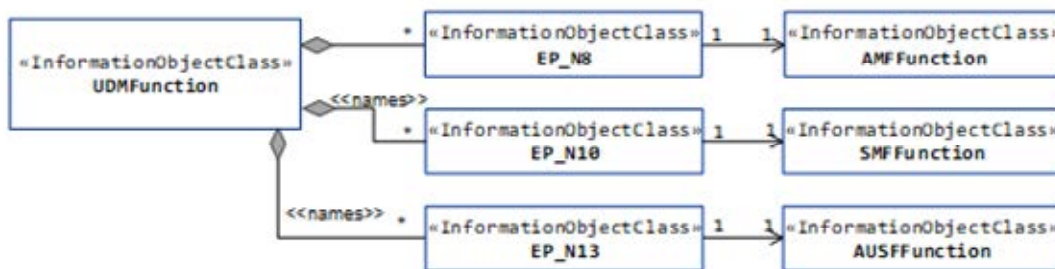 «InformationObjectClass»
UDMFunction
*
«InformationObjectClass»
EP_N8
1
1
«InformationObjectClass»
AMFFunction
<<names>>
*
«InformationObjectClass»
EP_N10
1
1
«InformationObjectClass»
SMFFunction
<<names>>
*
«InformationObjectClass»
EP_N13
1
1
«InformationObjectClass»
AUSFFunction